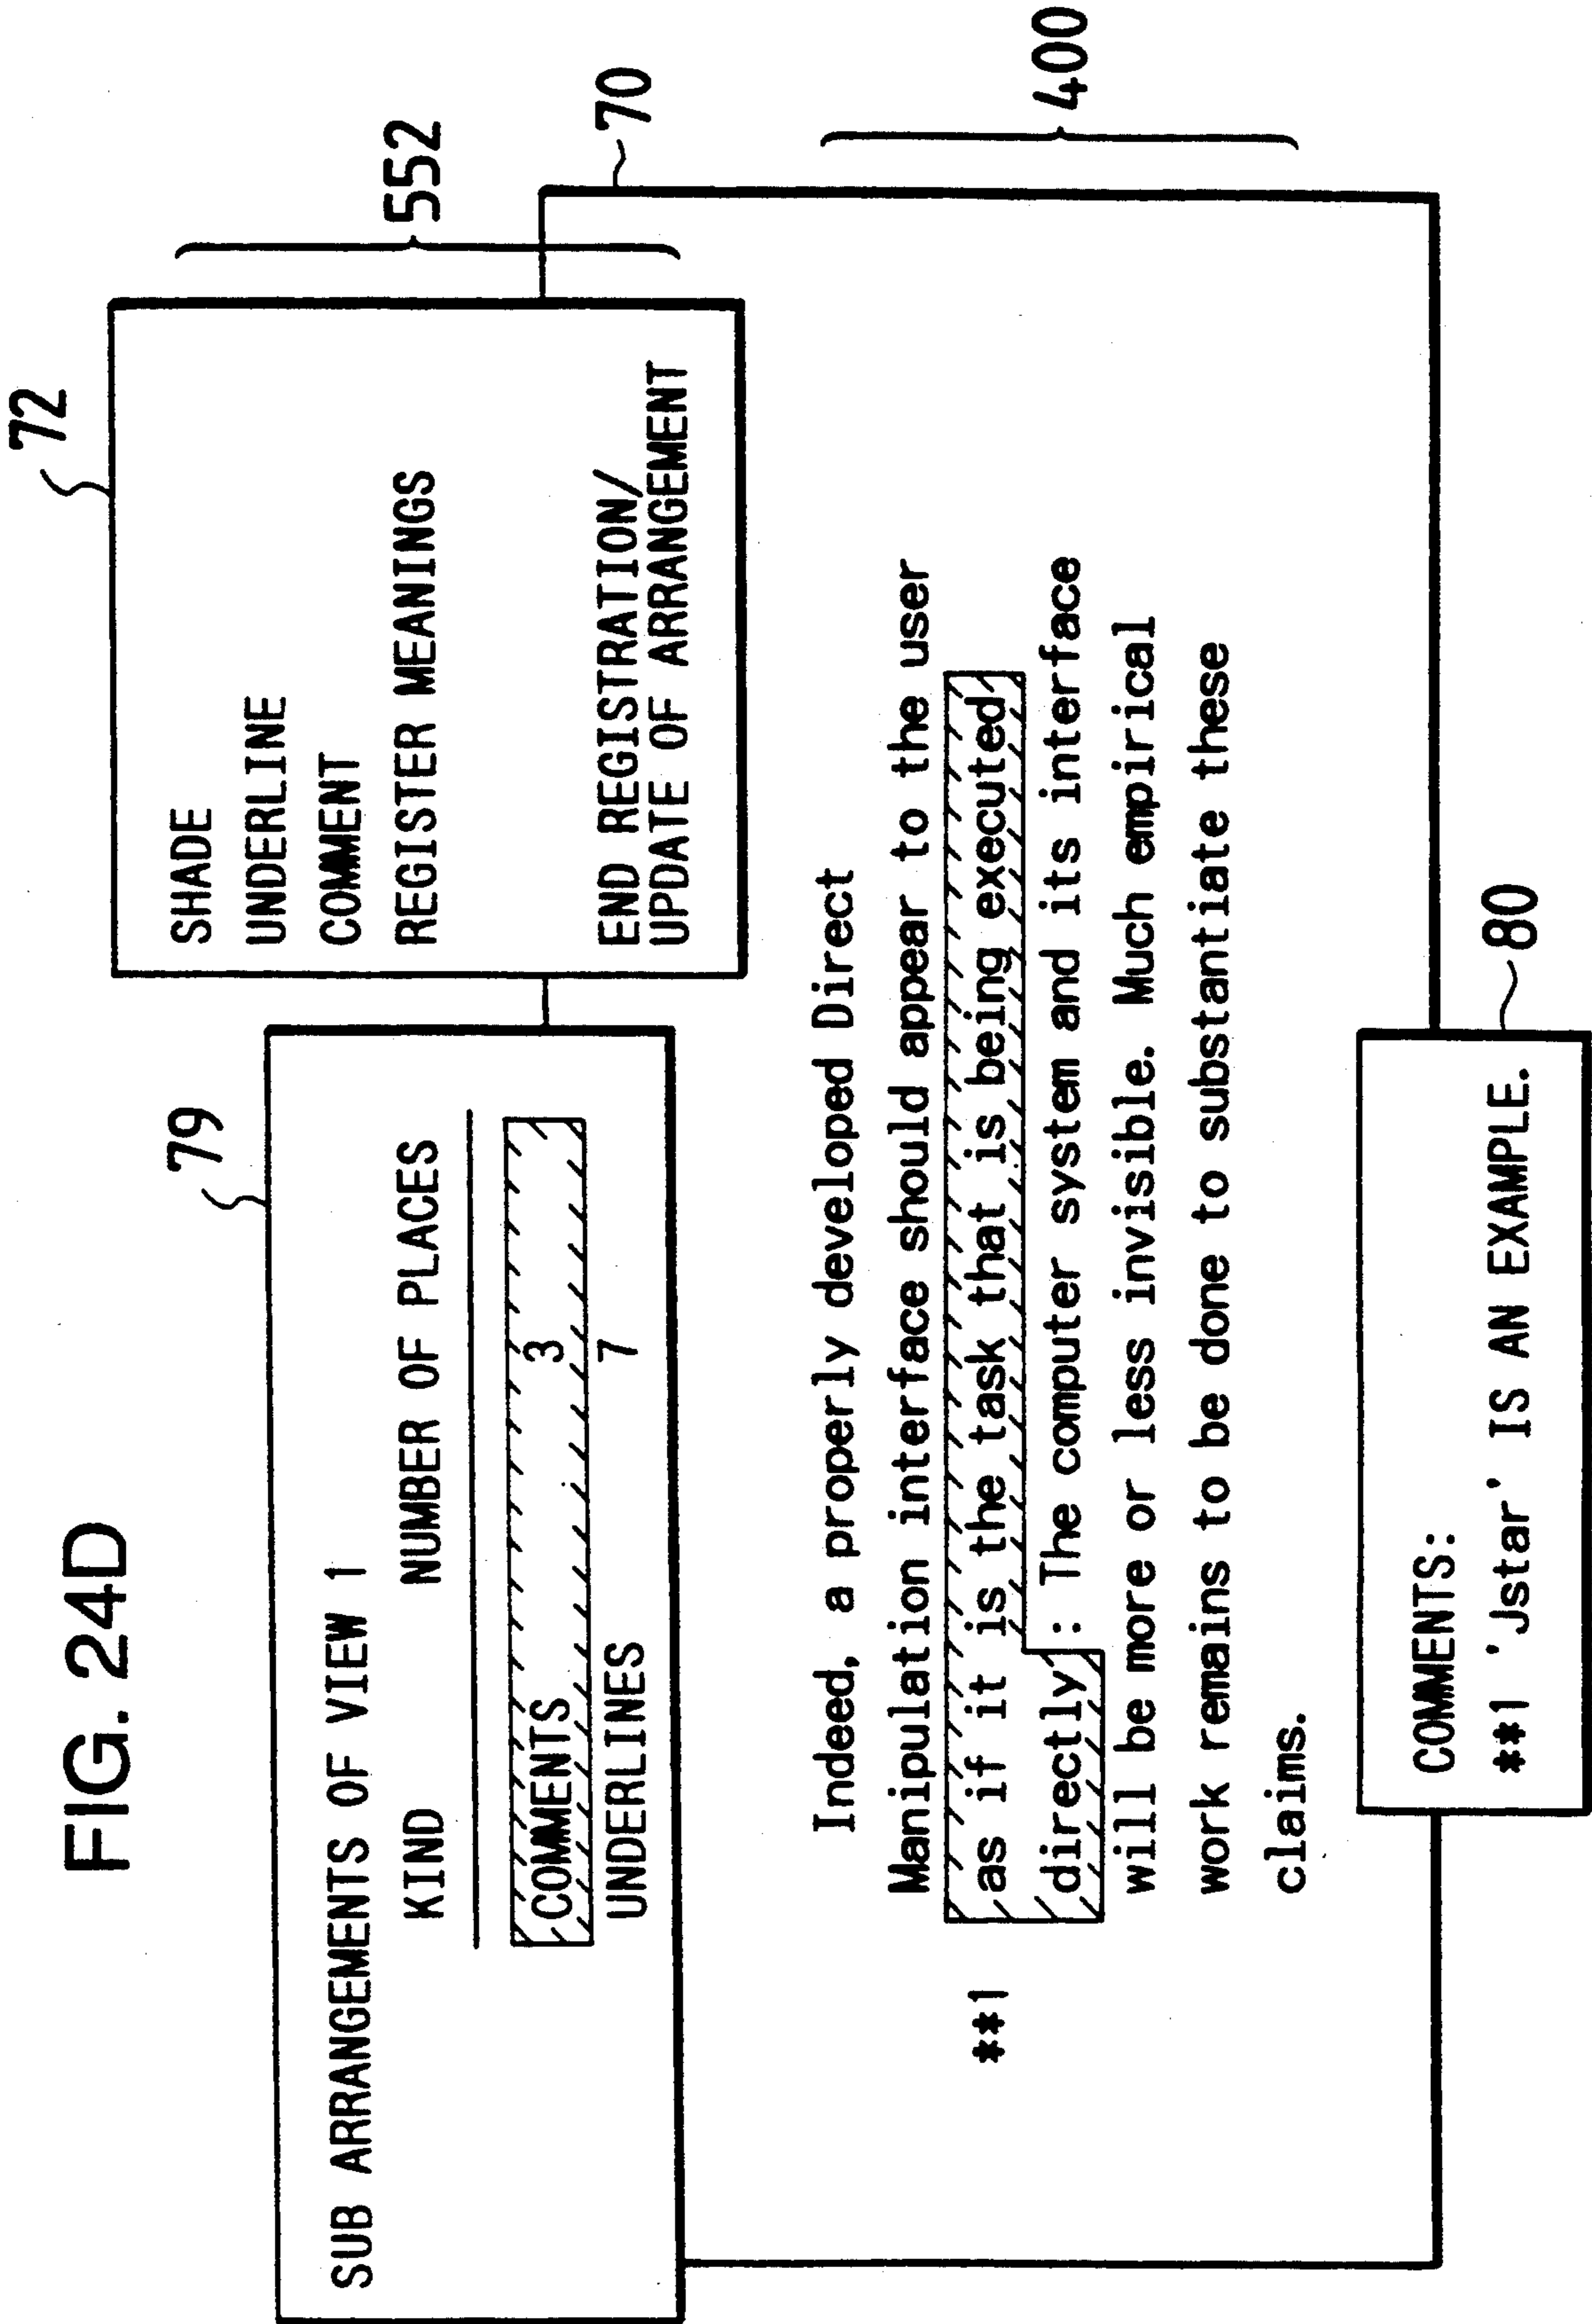 FIG. 24D
79
SUB ARRANGEMENTS OF VIEW 1
KIND NUMBER OF PLACES
COMMENTS 3
UNDERLINES 7
72
SHADE
UNDERLINE
COMMENT
REGISTER MEANINGS
END REGISTRATION/
UPDATE OF ARRANGEMENT
552
70
Indeed, a properly developed Direct
Manipulation interface should appear to the user
**1 as if it is the task that is being executed
directly : The computer system and its interface
will be more or less invisible. Much empirical
work remains to be done to substantiate these
claims.
400
COMMENTS:
**1 'Jstar' IS AN EXAMPLE.
80